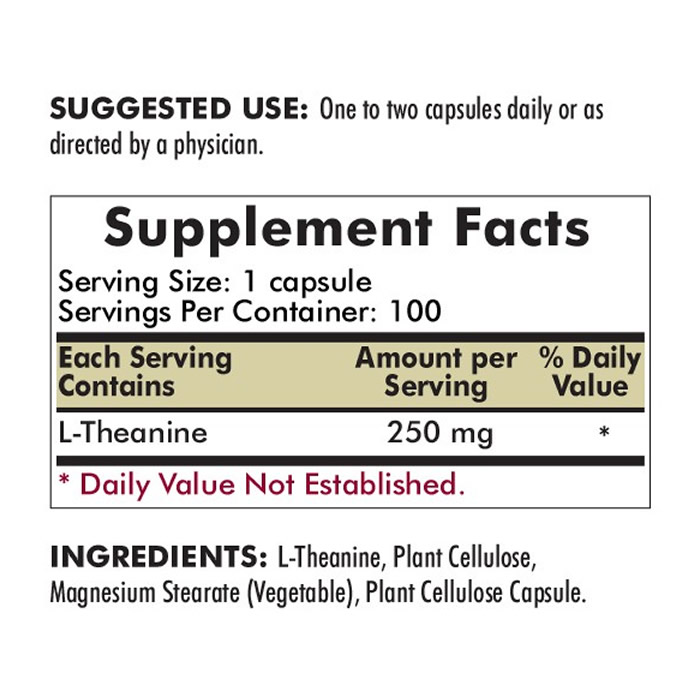 SUGGESTED USE: One to two capsules daily or as
directed by a physician.
Supplement Facts
Serving Size: 1 capsule
Servings Per Container: 100
Each Serving Contains Amount per Serving % Daily Value
L-Theanine 250 mg *
* Daily Value Not Established.
INGREDIENTS: L-Theanine, Plant Cellulose,
Magnesium Stearate (Vegetable), Plant Cellulose Capsule.